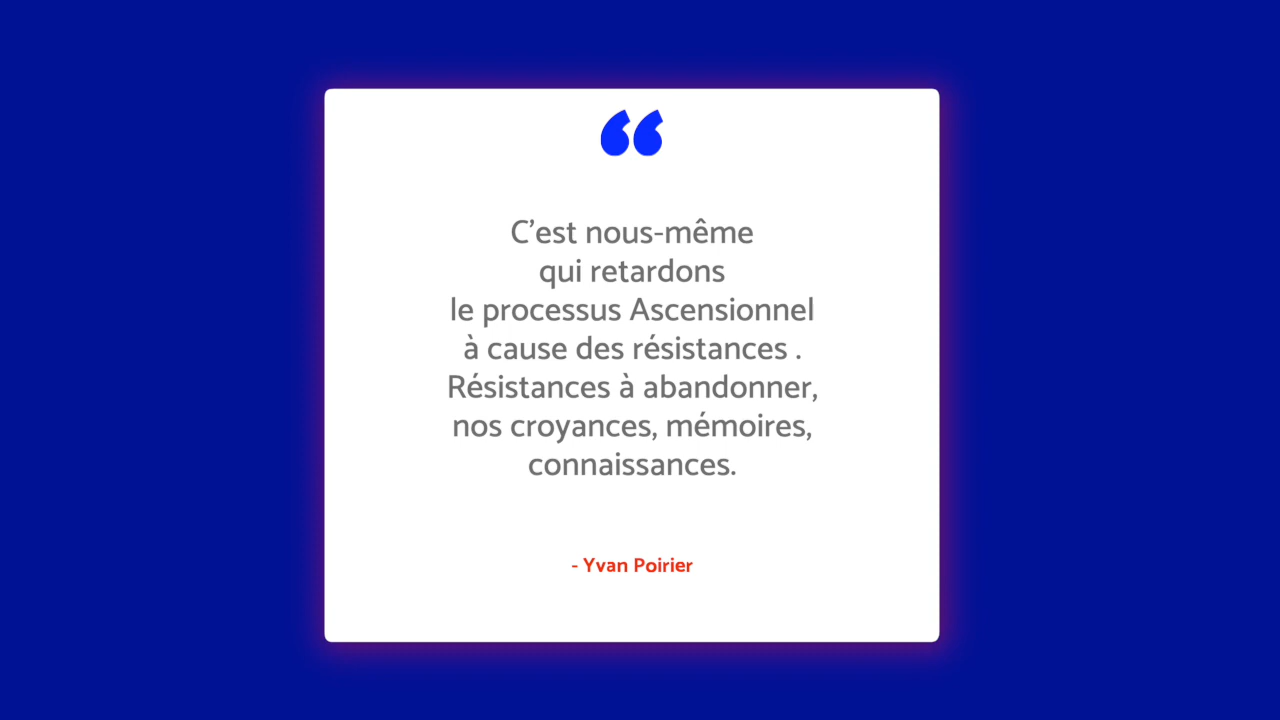 “
C’est nous-même
qui retardons
le processus Ascensionnel
à cause des résistances .
Résistances à abandonner,
nos croyances, mémoires,
connaissances.
- Yvan Poirier